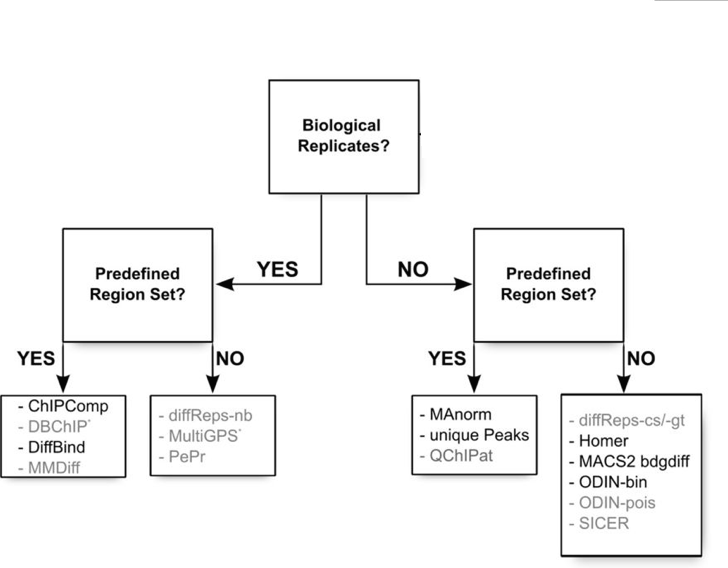 Biological
Replicates?
YES
NO
Predefined
Region Set?
Predefined
Region Set?
YES
NO
YES
NO
- ChIPComp
- DBChIP*
- DiffBind
- MMDiff
- diffReps-nb
- MultiGPS*
- PePr
- MAnorm
- unique Peaks
- QChIPat
- diffReps-cs/-gt
- Homer
- MACS2 bdgdiff
- ODIN-bin
- ODIN-pois
- SICER